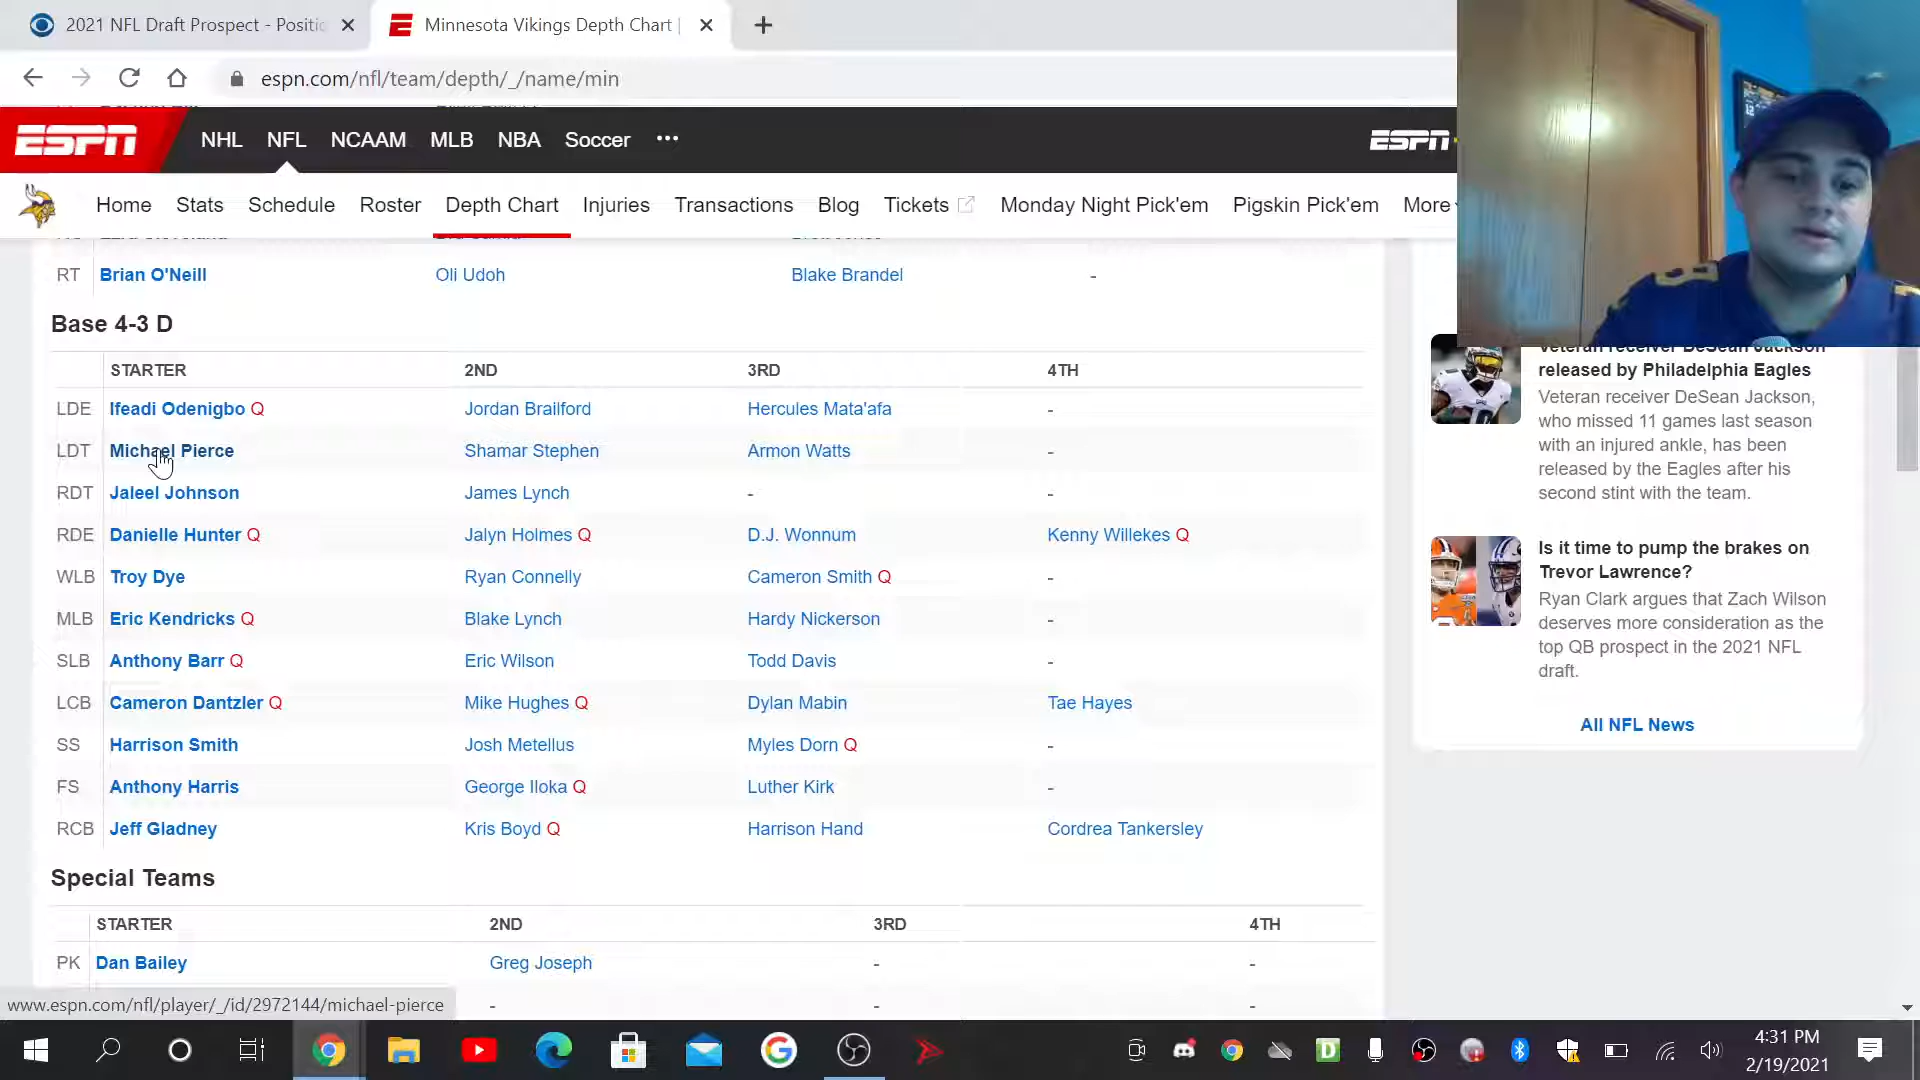 2021 NFL Draft Prospect - Positic
Minnesota Vikings Depth Chart |
espn.com/nfl/team/depth/_/name/min
ESPN NHL NFL NCAAM MLB NBA Soccer ••• ESPN
Home Stats Schedule Roster Depth Chart Injuries Transactions Blog Tickets Monday Night Pick'em Pigskin Pick'em More
RT Brian O'Neill Oli Udoh Blake Brandel -
Base 4-3 D
STARTER 2ND 3RD 4TH
LDE Ifeadi Odenigbo Q Jordan Brailford Hercules Mata'afa -
LDT Michael Pierce Shamar Stephen Armon Watts -
RDT Jaleel Johnson James Lynch - -
RDE Danielle Hunter Q Jalyn Holmes Q D.J. Wonnum Kenny Willekes Q
WLB Troy Dye Ryan Connelly Cameron Smith Q -
MLB Eric Kendricks Q Blake Lynch Hardy Nickerson -
SLB Anthony Barr Q Eric Wilson Todd Davis -
LCB Cameron Dantzler Q Mike Hughes Q Dylan Mabin Tae Hayes
SS Harrison Smith Josh Metellus Myles Dorn Q -
FS Anthony Harris George Iloka Q Luther Kirk -
RCB Jeff Gladney Kris Boyd Q Harrison Hand Cordrea Tankersley
Special Teams
STARTER 2ND 3RD 4TH
PK Dan Bailey Greg Joseph - -
- - -
www.espn.com/nfl/player/_/id/2972144/michael-pierce
Veteran receiver DeSean Jackson
released by Philadelphia Eagles
Veteran receiver DeSean Jackson,
who missed 11 games last season
with an injured ankle, has been
released by the Eagles after his
second stint with the team.
Is it time to pump the brakes on
Trevor Lawrence?
Ryan Clark argues that Zach Wilson
deserves more consideration as the
top QB prospect in the 2021 NFL
draft.
All NFL News
4:31 PM
2/19/2021